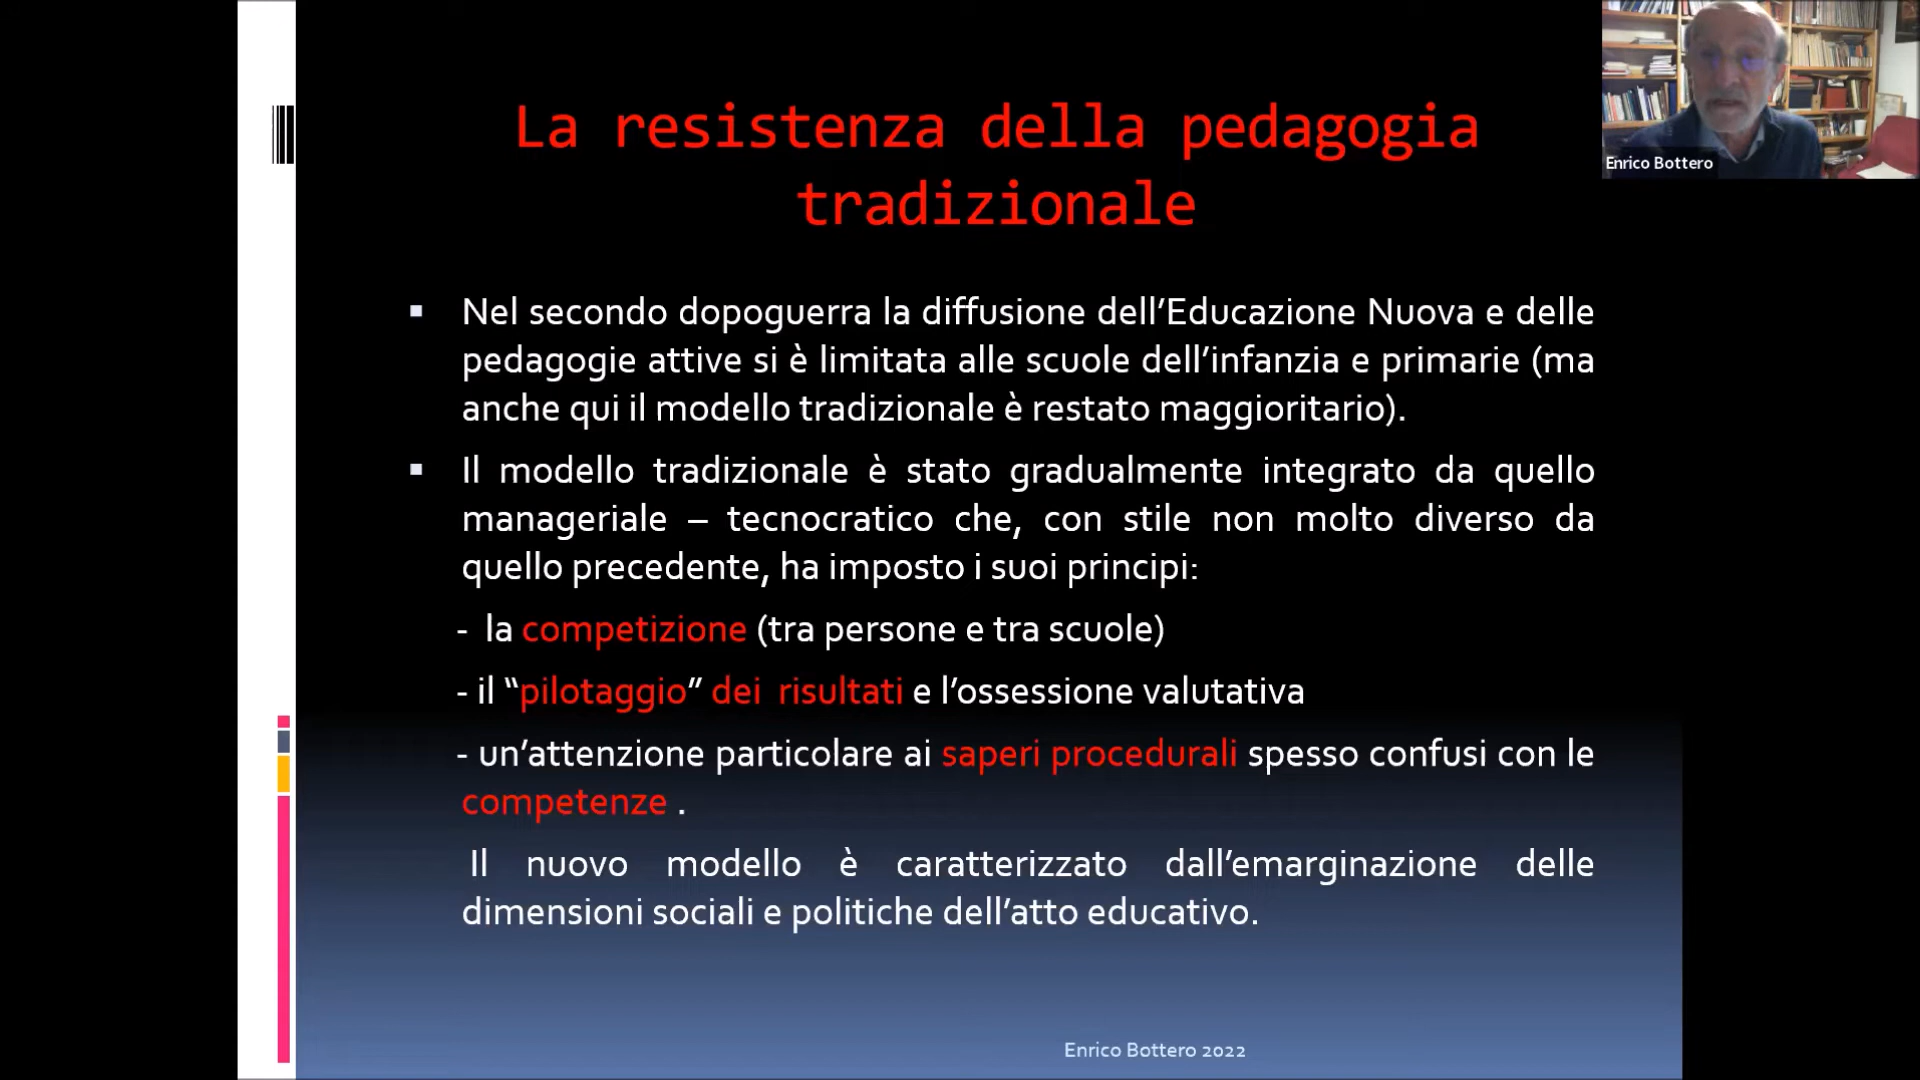 La resistenza della pedagogia
tradizionale
Enrico Bottero
▪ Nel secondo dopoguerra la diffusione dell’Educazione Nuova e delle
pedagogie attive si è limitata alle scuole dell’infanzia e primarie (ma
anche qui il modello tradizionale è restato maggioritario).
▪ Il modello tradizionale è stato gradualmente integrato da quello
manageriale – tecnocratico che, con stile non molto diverso da
quello precedente, ha imposto i suoi principi:
- la competizione (tra persone e tra scuole)
- il “pilotaggio” dei risultati e l’ossessione valutativa
- un’attenzione particolare ai saperi procedurali spesso confusi con le
competenze .
Il nuovo modello è caratterizzato dall’emarginazione delle
dimensioni sociali e politiche dell’atto educativo.
Enrico Bottero 2022